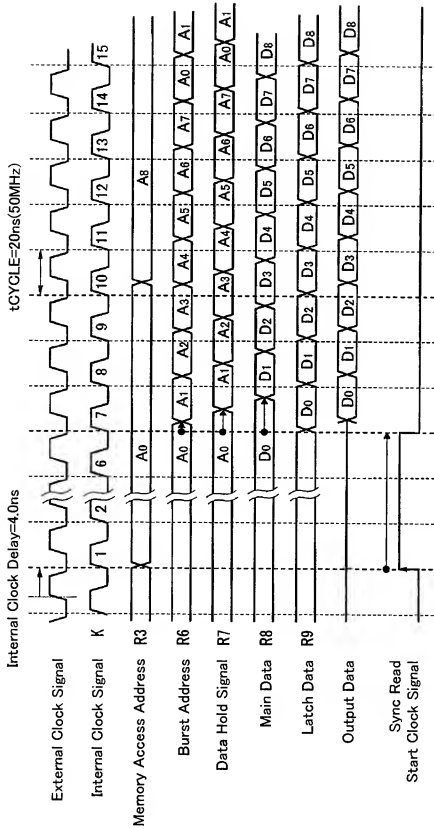 Internal Clock Delay=4.0ns
tCYCLE=20ns(50MHz)
External Clock Signal
Internal Clock Signal K 1 2 6 7 8 9 10 11 12 13 14 15
Memory Access Address R3 A0 A8
Burst Address R6 A0 A1 A2 A3 A4 A5 A6 A7 A0 A1
Data Hold Signal R7 A0 A1 A2 A3 A4 A5 A6 A7 A0 A1
Main Data R8 D0 D1 D2 D3 D4 D5 D6 D7 D8
Latch Data R9 D0 D1 D2 D3 D4 D5 D6 D7 D8
Output Data D0 D1 D2 D3 D4 D5 D6 D7 D8
Sync Read
Start Clock Signal